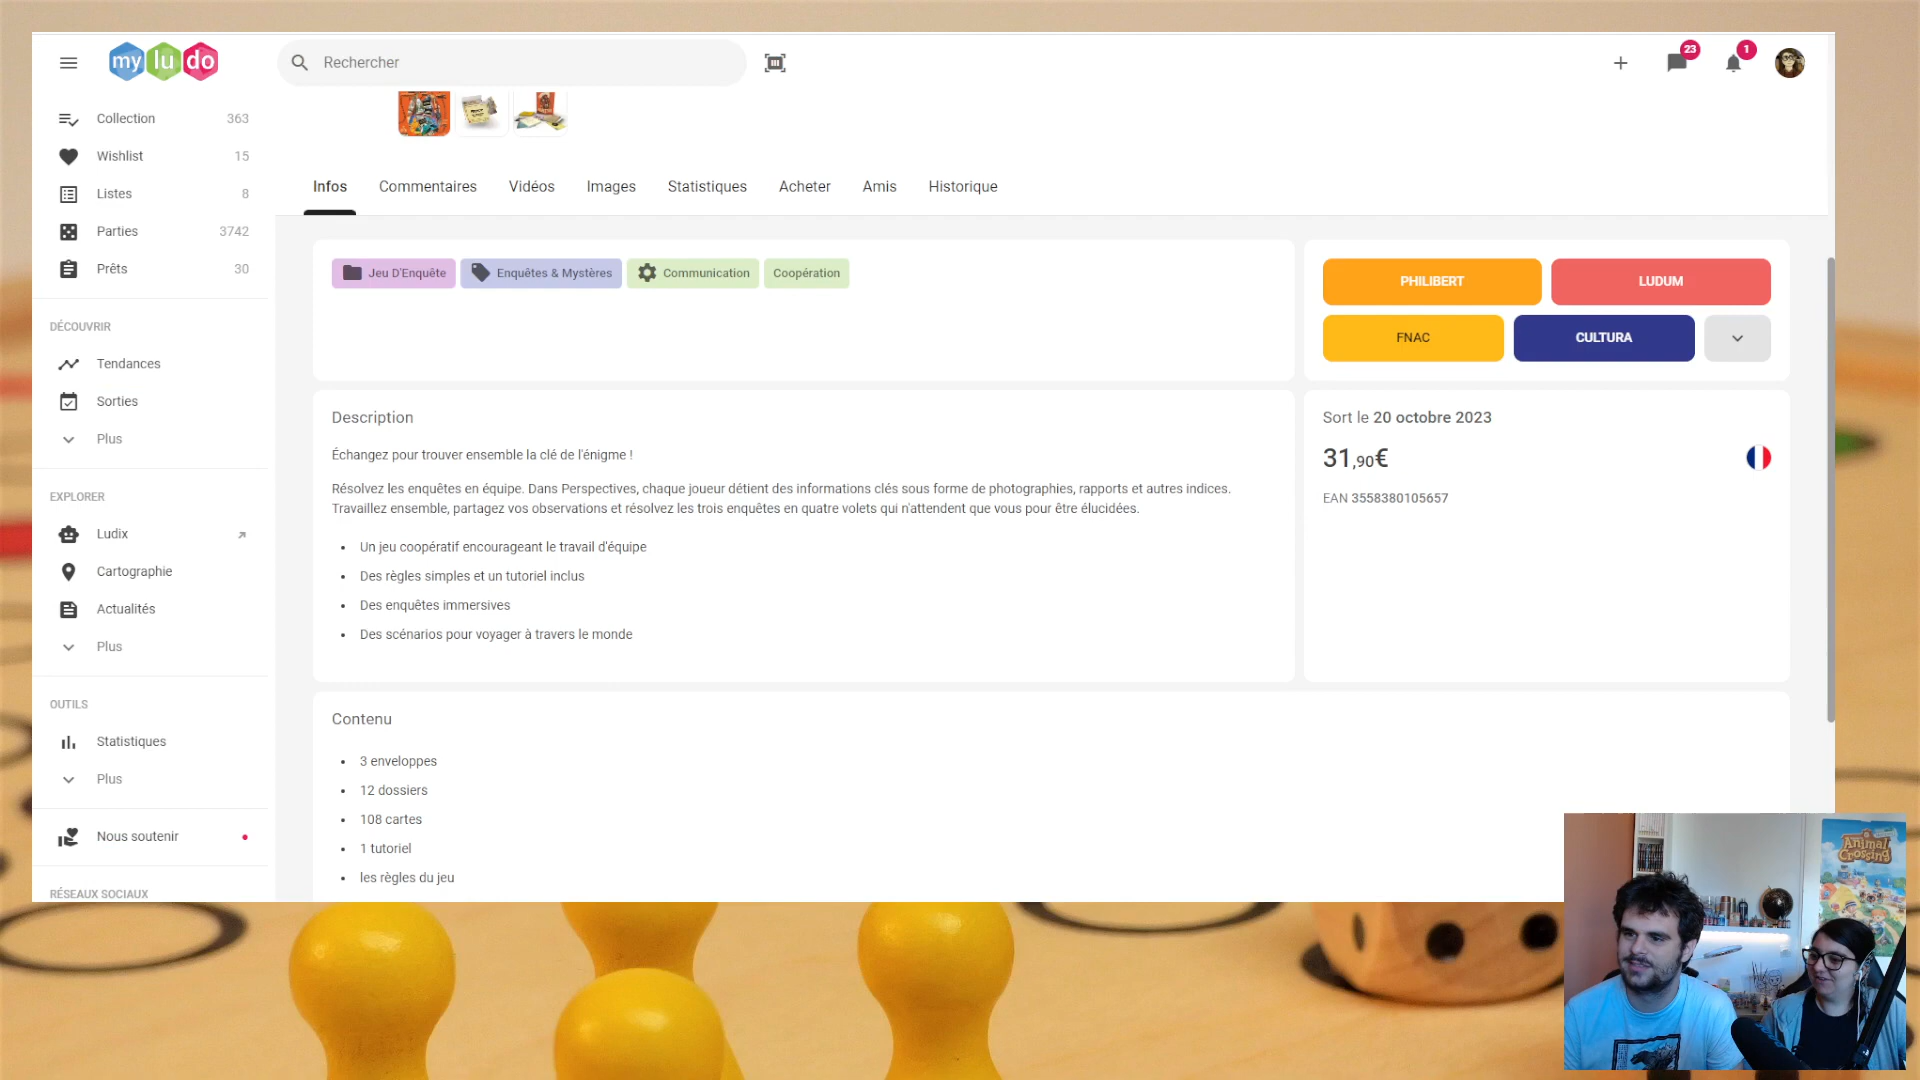 my lu do
Rechercher
23
1
Collection 363
Wishlist 15
Listes 8
Parties 3742
Prêts 30
DÉCOUVRIR
Tendances
Sorties
Plus
EXPLORER
Ludix
Cartographie
Actualités
Plus
OUTILS
Statistiques
Plus
Nous soutenir
RÉSEAUX SOCIAUX
Infos Commentaires Vidéos Images Statistiques Acheter Amis Historique
Jeu D'Enquête Enquêtes & Mystères Communication Coopération
PHILIBERT LUDUM
FNAC CULTURA
Description
Échangez pour trouver ensemble la clé de l'énigme !
Résolvez les enquêtes en équipe. Dans Perspectives, chaque joueur détient des informations clés sous forme de photographies, rapports et autres indices.
Travaillez ensemble, partagez vos observations et résolvez les trois enquêtes en quatre volets qui n'attendent que vous pour être élucidées.
• Un jeu coopératif encourageant le travail d'équipe
• Des règles simples et un tutoriel inclus
• Des enquêtes immersives
• Des scénarios pour voyager à travers le monde
Sort le 20 octobre 2023
31,90€
EAN 3558380105657
Contenu
• 3 enveloppes
• 12 dossiers
• 108 cartes
• 1 tutoriel
• les règles du jeu
Animal
Crossing